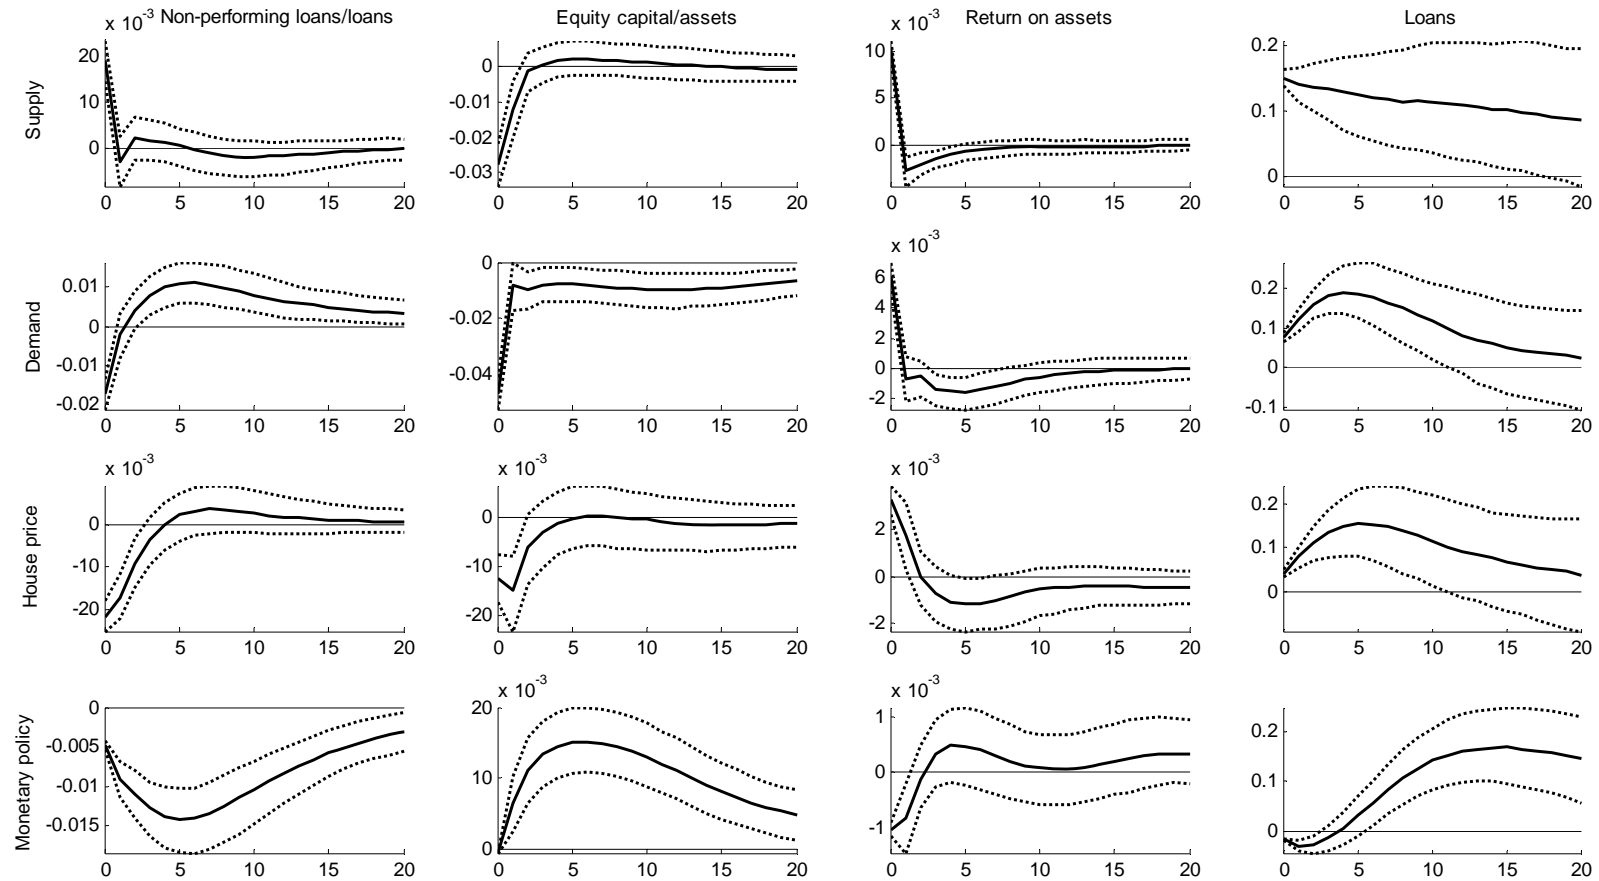 x 10-3 Non-performing loans/loans
Equity capital/assets
x 10-3 Return on assets
Loans
Supply
20
10
0
0 5 10 15 20
0
-0.01
-0.02
-0.03
0 5 10 15 20
10
5
0
0 5 10 15 20
0.2
0.1
0
0 5 10 15 20
Demand
0.01
0
-0.01
-0.02
0 5 10 15 20
0
-0.02
-0.04
0 5 10 15 20
x 10-3
6
4
2
0
-2
0 5 10 15 20
0.2
0.1
0
-0.1
0 5 10 15 20
House price
x 10-3
0
-10
-20
0 5 10 15 20
x 10-3
0
-10
-20
0 5 10 15 20
2
0
-2
0 5 10 15 20
0.2
0.1
0
0 5 10 15 20
Monetary policy
0
-0.005
-0.01
-0.015
0 5 10 15 20
x 10-3
20
10
0
0 5 10 15 20
x 10-3
1
0
-1
0 5 10 15 20
0.2
0.1
0
0 5 10 15 20